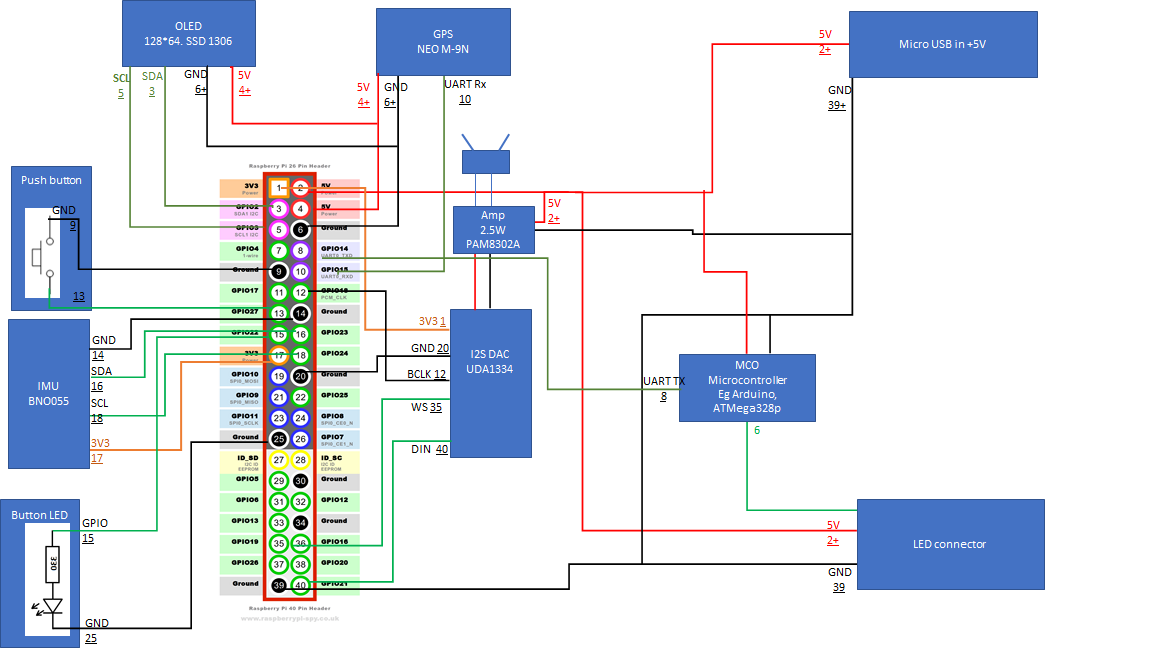 OLED
128*64. SSD 1306
SCL
5
SDA
3
GND
6+
5V
4+
GPS
NEO M-9N
5V
4+
GND
6+
UART Rx
10
Micro USB in +5V
5V
2+
GND
39+
Push button
GND
9
13
Amp
2.5W
PAM8302A
5V
2+
IMU
BNO055
GND
14
SDA
16
SCL
18
3V3
17
Button LED
330
GPIO
15
GND
25
I2S DAC
UDA1334
3V3 1
GND 20
BCLK 12
WS 35
DIN 40
MCO
Microcontroller
Eg Arduino,
ATMega328p
UART TX
8
6
LED connector
5V
2+
GND
39
Raspberry Pi 26 Pin Header
3V3 Power 1 2 5V Power
GPIO2 SDA1 I2C 3 4 5V Power
GPIO3 SCL1 I2C 5 6 Ground
GPIO4 1-wire 7 8 GPIO14 UART0_TXD
Ground 9 10 GPIO15 UART0_RXD
GPIO17 11 12 GPIO18 PCM_CLK
GPIO27 13 14 Ground
GPIO22 15 16 GPIO23
3V3 Power 17 18 GPIO24
GPIO10 SPI0_MOSI 19 20 Ground
GPIO9 SPI0_MISO 21 22 GPIO25
GPIO11 SPI0_SCLK 23 24 GPIO8 SPI0_CE0_N
Ground 25 26 GPIO7 SPI0_CE1_N
ID_SD I2C ID EEPROM 27 28 ID_SC I2C ID EEPROM
GPIO5 29 30 Ground
GPIO6 31 32 GPIO12
GPIO13 33 34 Ground
GPIO19 35 36 GPIO16
GPIO26 37 38 GPIO20
Ground 39 40 GPIO21
Raspberry Pi 40 Pin Header
www.raspberrypi-spy.co.uk